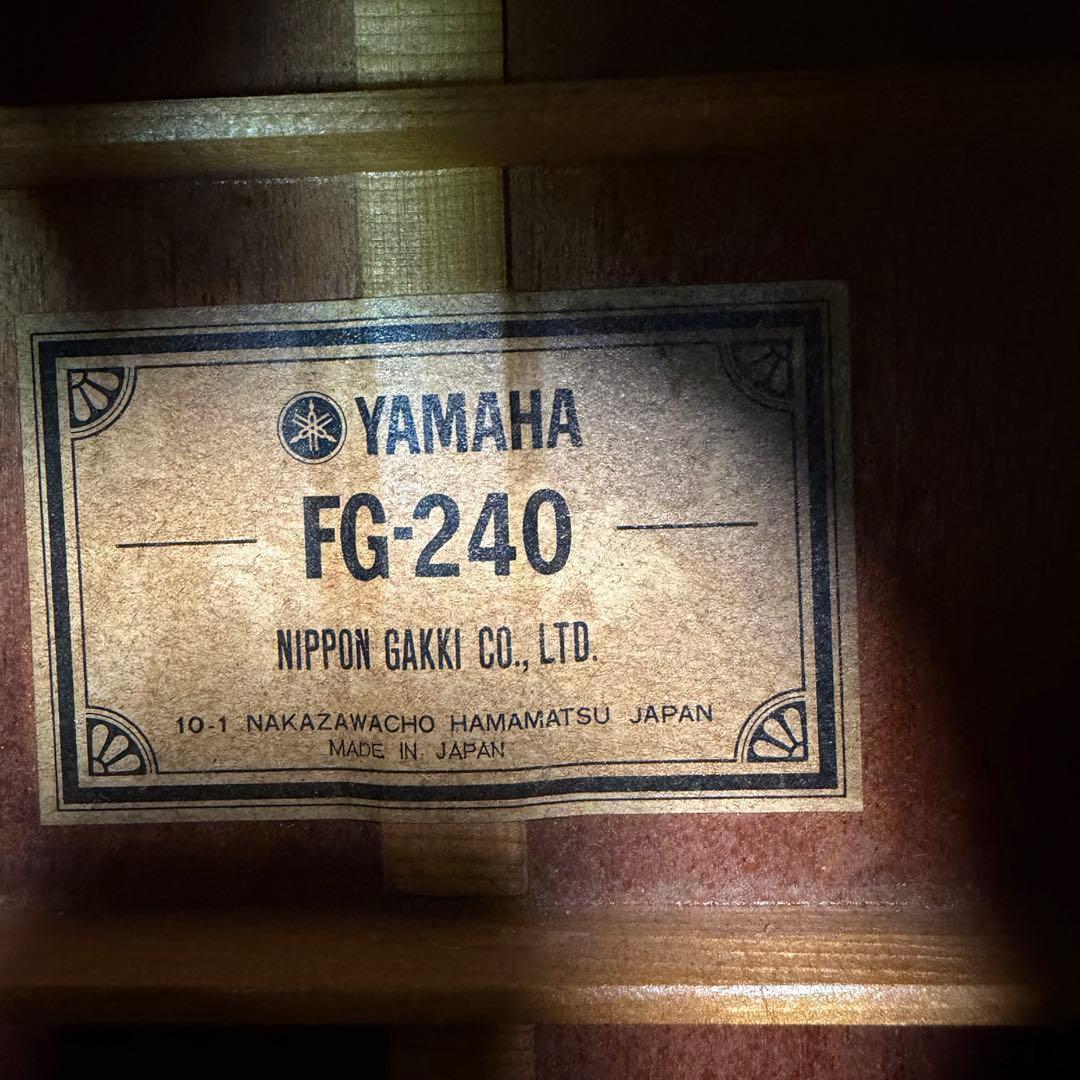 YAMAHA
FG-240
NIPPON GAKKI CO., LTD.
10-1 NAKAZAWACHO HAMAMATSU JAPAN
MADE IN JAPAN